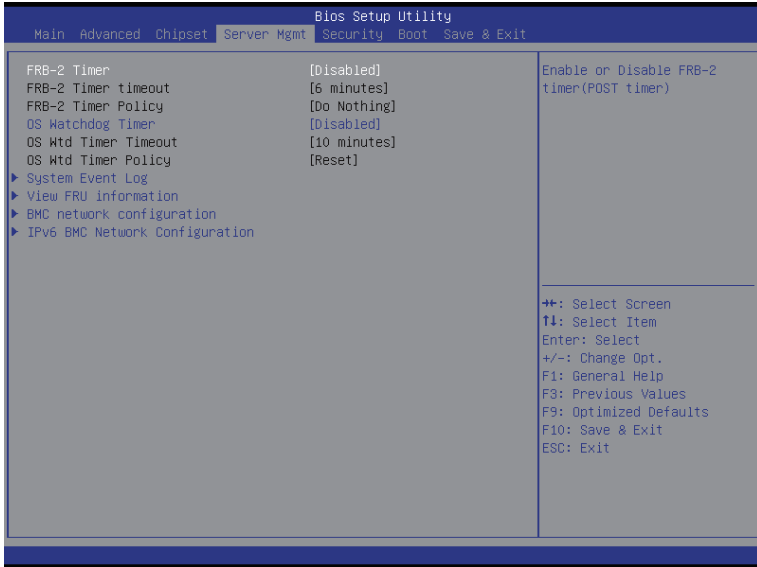 Bios Setup Utility
Main Advanced Chipset Server Mgmt Security Boot Save & Exit
FRB-2 Timer [Disabled]
FRB-2 Timer timeout [6 minutes]
FRB-2 Timer Policy [Do Nothing]
OS Watchdog Timer [Disabled]
OS Wtd Timer Timeout [10 minutes]
OS Wtd Timer Policy [Reset]
System Event Log
View FRU information
BMC network configuration
IPv6 BMC Network Configuration
Enable or Disable FRB-2
timer(POST timer)
→←: Select Screen
↑↓: Select Item
Enter: Select
+/-: Change Opt.
F1: General Help
F3: Previous Values
F9: Optimized Defaults
F10: Save & Exit
ESC: Exit